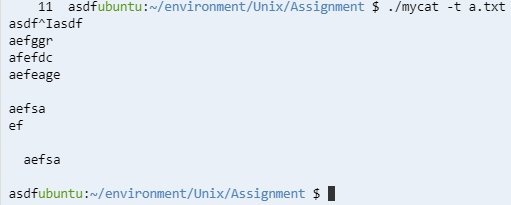 11  asdfubuntu:~/environment/Unix/Assignment $ ./mycat -t a.txt
asdf^Iasdf
aefggr
afefdc
aefeage
aefsa
ef
aefsa
asdfubuntu:~/environment/Unix/Assignment $